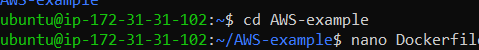 AWS-example
ubuntu@ip-172-31-31-102:~$ cd AWS-example
ubuntu@ip-172-31-31-102:~/AWS-example$ nano Dockerfile